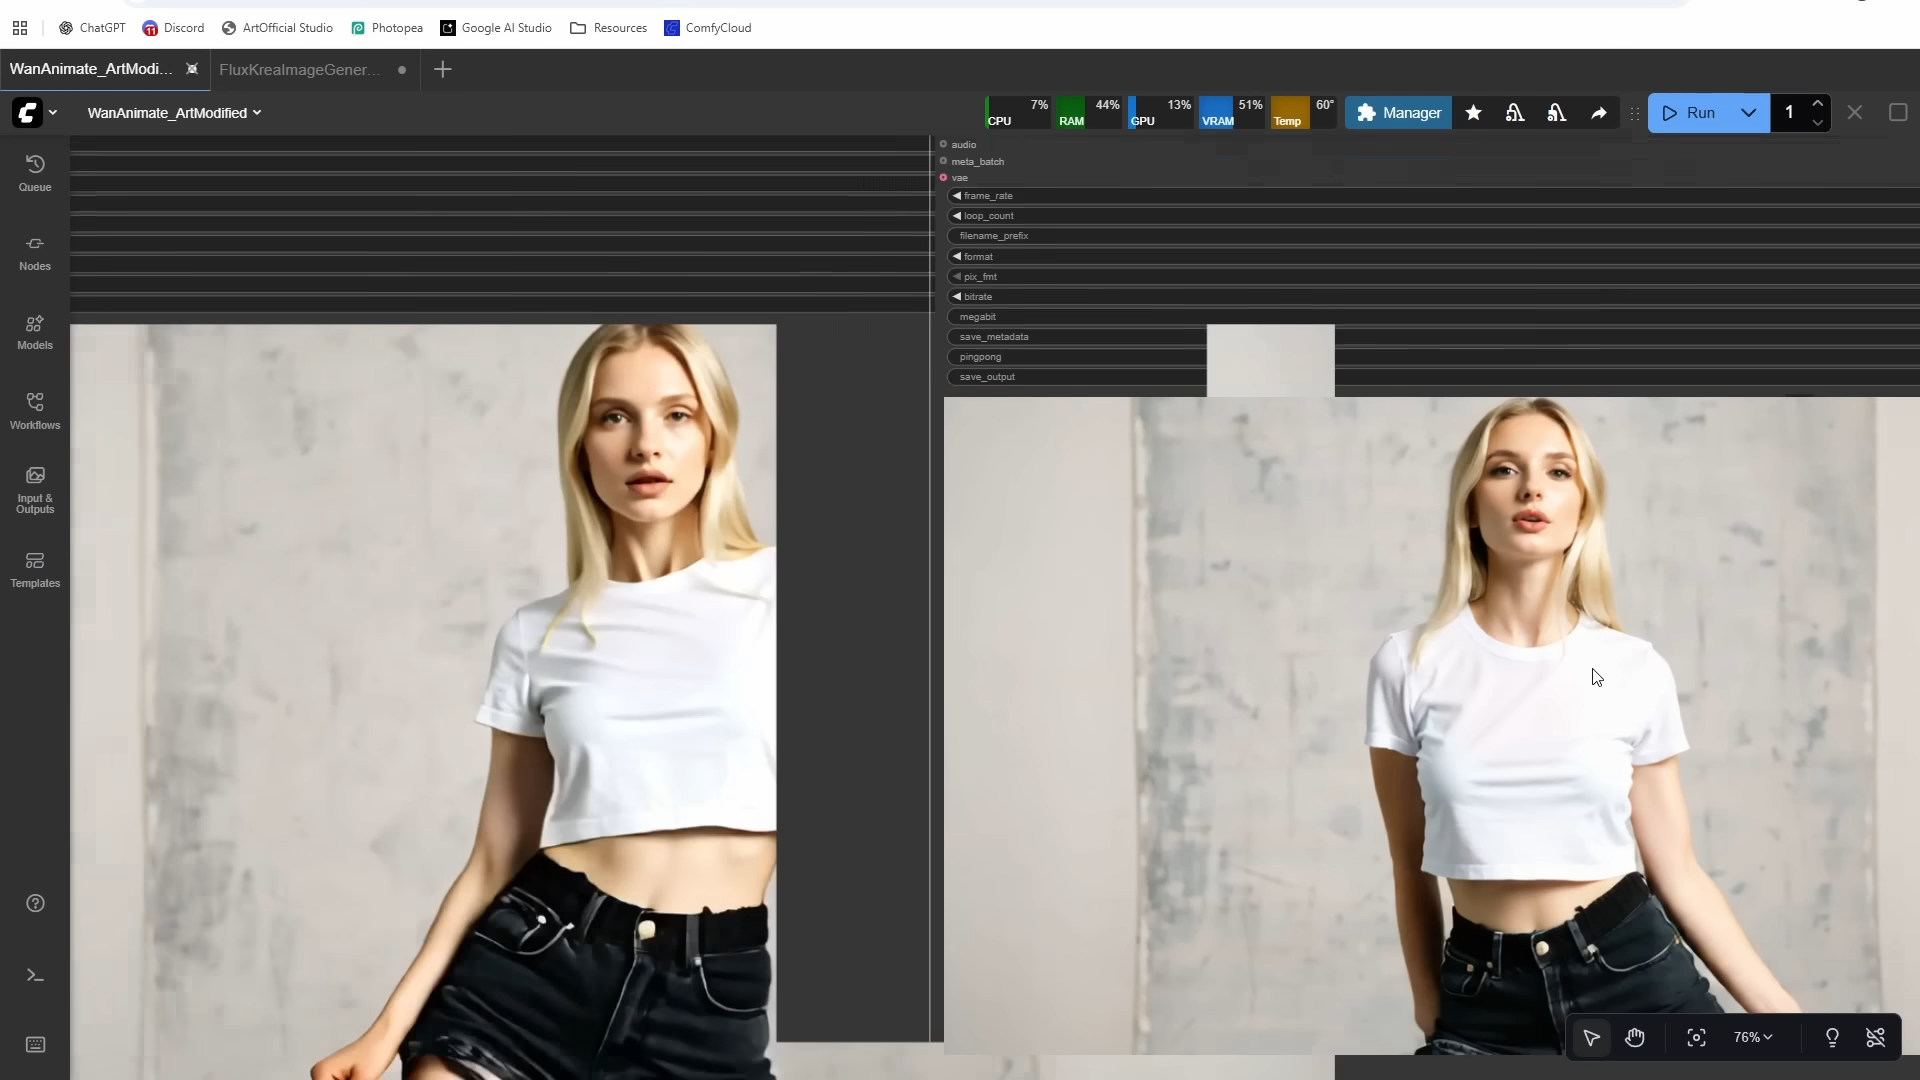 ChatGPT
11 Discord
ArtOfficial Studio
Photopea
Google AI Studio
Resources
ComfyCloud
WanAnimate_ArtModi...
FluxKreaImageGener...
WanAnimate_ArtModified
CPU 7%
RAM 44%
GPU 13%
VRAM 51%
Temp 60°
Manager
Run
1
Queue
Nodes
Models
Workflows
Input &
Outputs
Templates
audio
meta_batch
vae
frame_rate
loop_count
filename_prefix
format
pix_fmt
bitrate
megabit
save_metadata
pingpong
save_output
76%